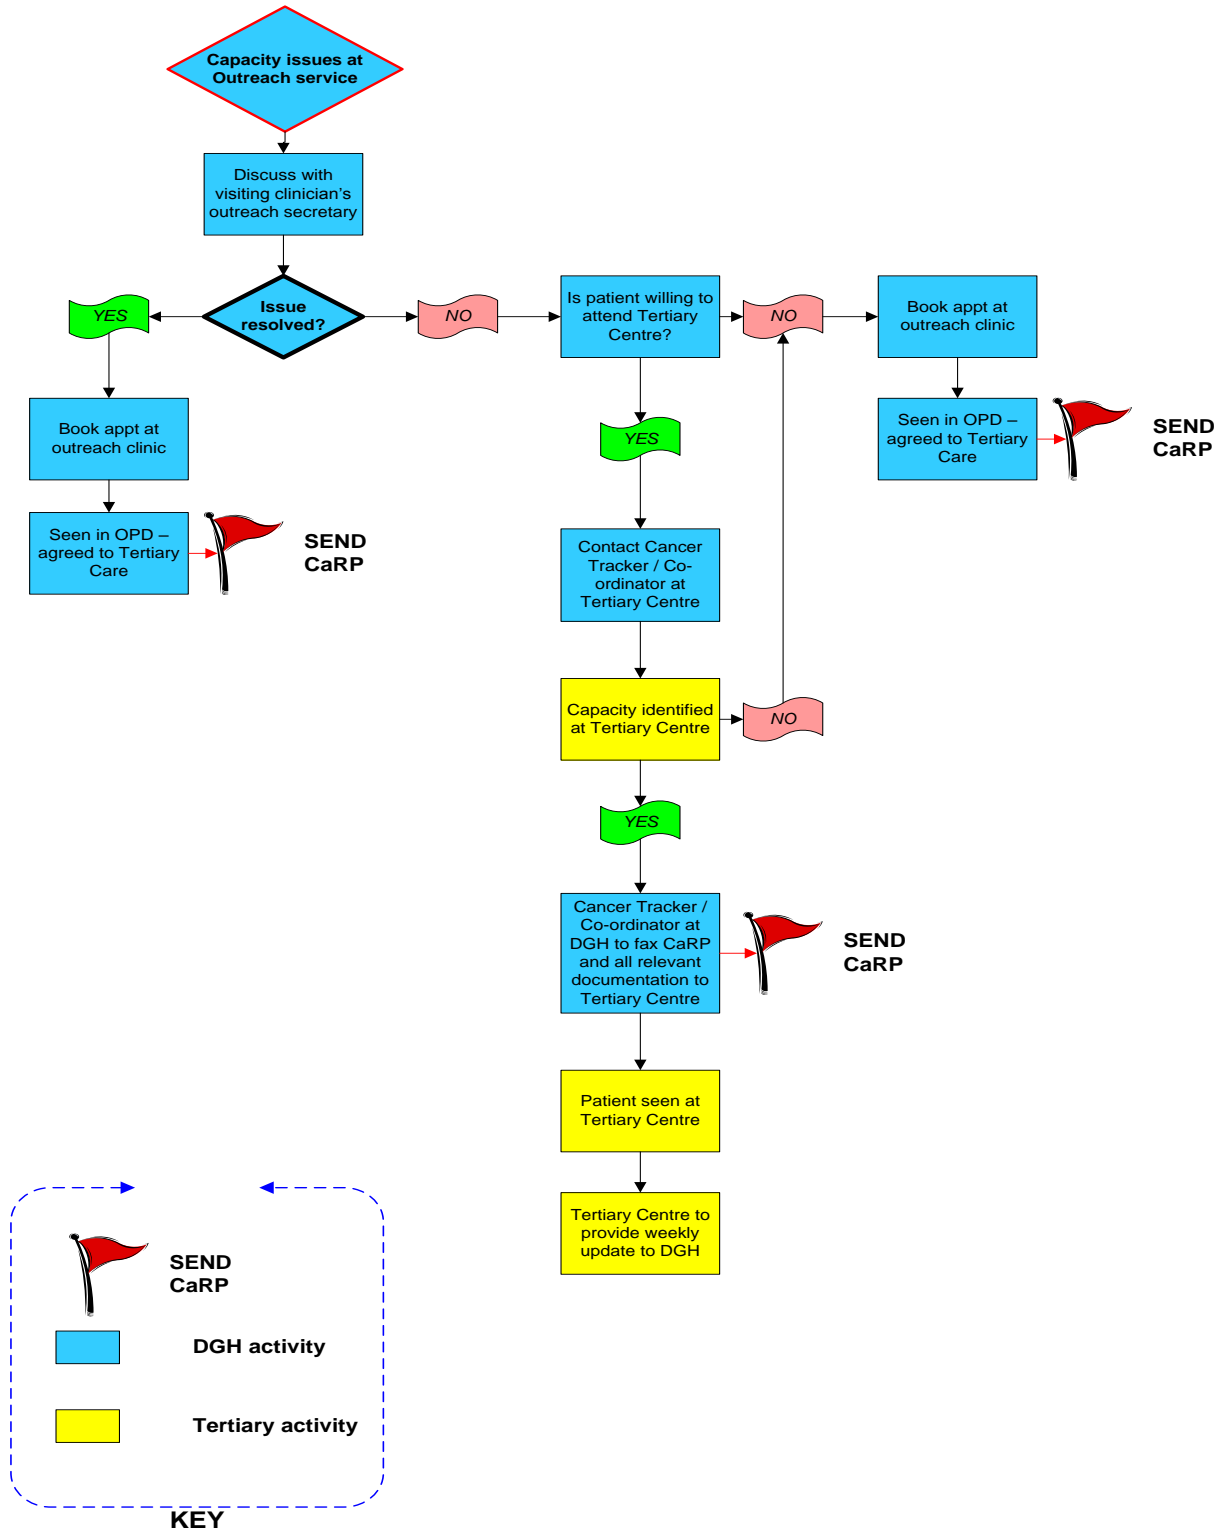 Capacity issues at
Outreach service
Discuss with
visiting clinician's
outreach secretary
Issue
resolved?
YES
NO
Is patient willing to
attend Tertiary
Centre?
NO
Book appt at
outreach clinic
Book appt at
outreach clinic
YES
Seen in OPD –
agreed to Tertiary
Care
SEND
CaRP
Seen in OPD –
agreed to Tertiary
Care
SEND
CaRP
Contact Cancer
Tracker / Co-
ordinator at
Tertiary Centre
Capacity identified
at Tertiary Centre
NO
YES
Cancer Tracker /
Co-ordinator at
DGH to fax CaRP
and all relevant
documentation to
Tertiary Centre
SEND
CaRP
Patient seen at
Tertiary Centre
Tertiary Centre to
provide weekly
update to DGH
SEND
CaRP
DGH activity
Tertiary activity
KEY